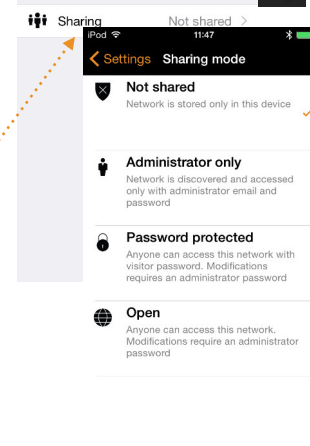 Sharing Not shared >
iPod 11:47
Settings Sharing mode
Not shared
Network is stored only in this device
Administrator only
Network is discovered and accessed
only with administrator email and
password
Password protected
Anyone can access this network with
visitor password. Modifications
requires an administrator password
Open
Anyone can access this network.
Modifications require an administrator
password